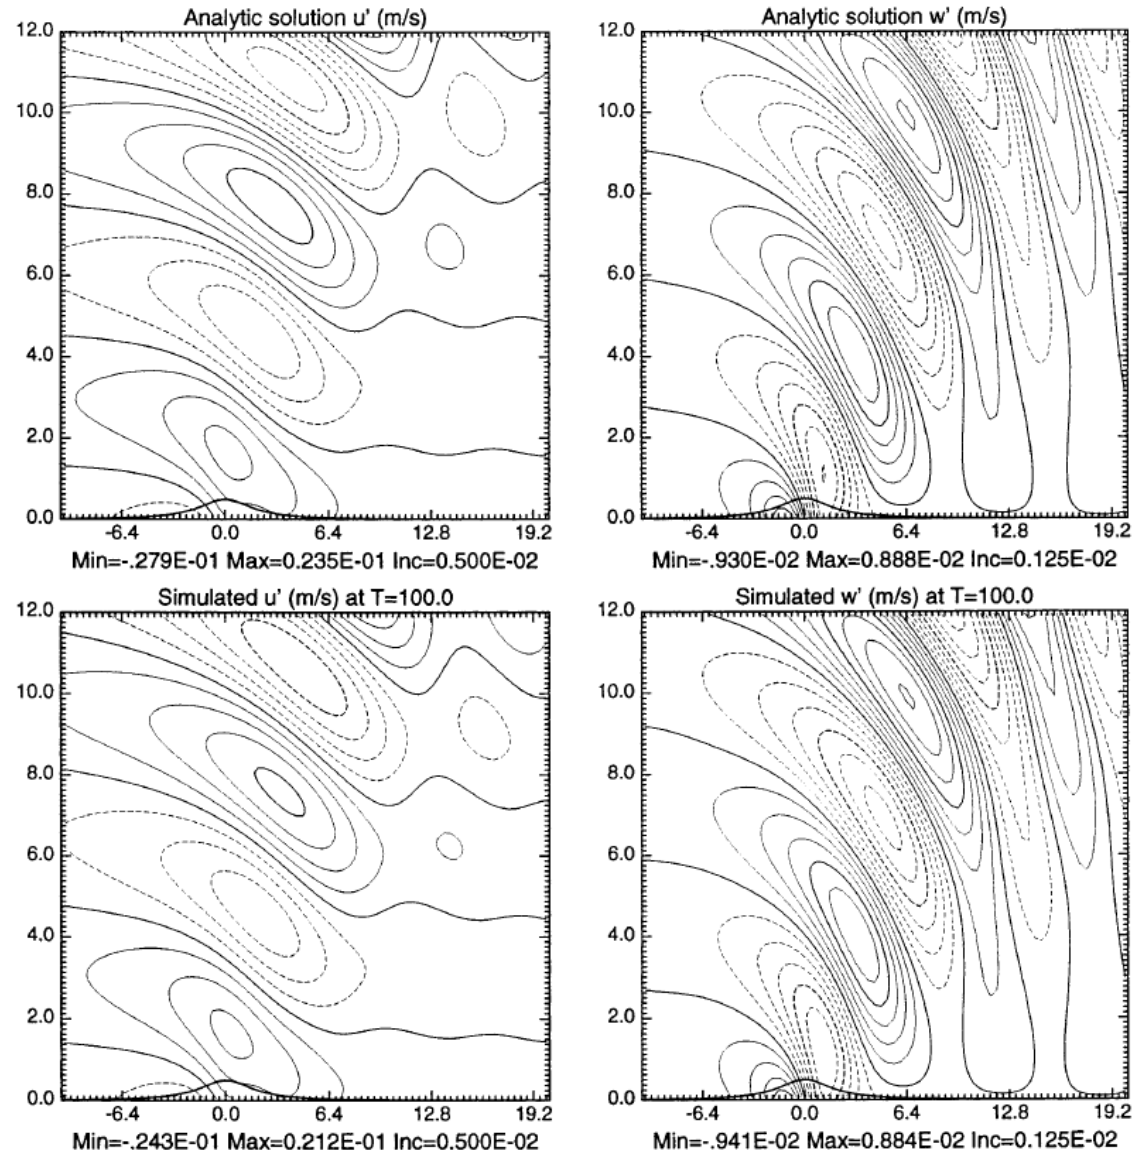 Analytic solution u' (m/s)
12.0
10.0
8.0
6.0
4.0
2.0
0.0
-6.4 0.0 6.4 12.8 19.2
Min=-.279E-01 Max=0.235E-01 Inc=0.500E-02
Analytic solution w' (m/s)
12.0
10.0
8.0
6.0
4.0
2.0
0.0
-6.4 0.0 6.4 12.8 19.2
Min=-.930E-02 Max=0.888E-02 Inc=0.125E-02
Simulated u' (m/s) at T=100.0
12.0
10.0
8.0
6.0
4.0
2.0
0.0
-6.4 0.0 6.4 12.8 19.2
Min=-.243E-01 Max=0.212E-01 Inc=0.500E-02
Simulated w' (m/s) at T=100.0
12.0
10.0
8.0
6.0
4.0
2.0
0.0
-6.4 0.0 6.4 12.8 19.2
Min=-.941E-02 Max=0.884E-02 Inc=0.125E-02